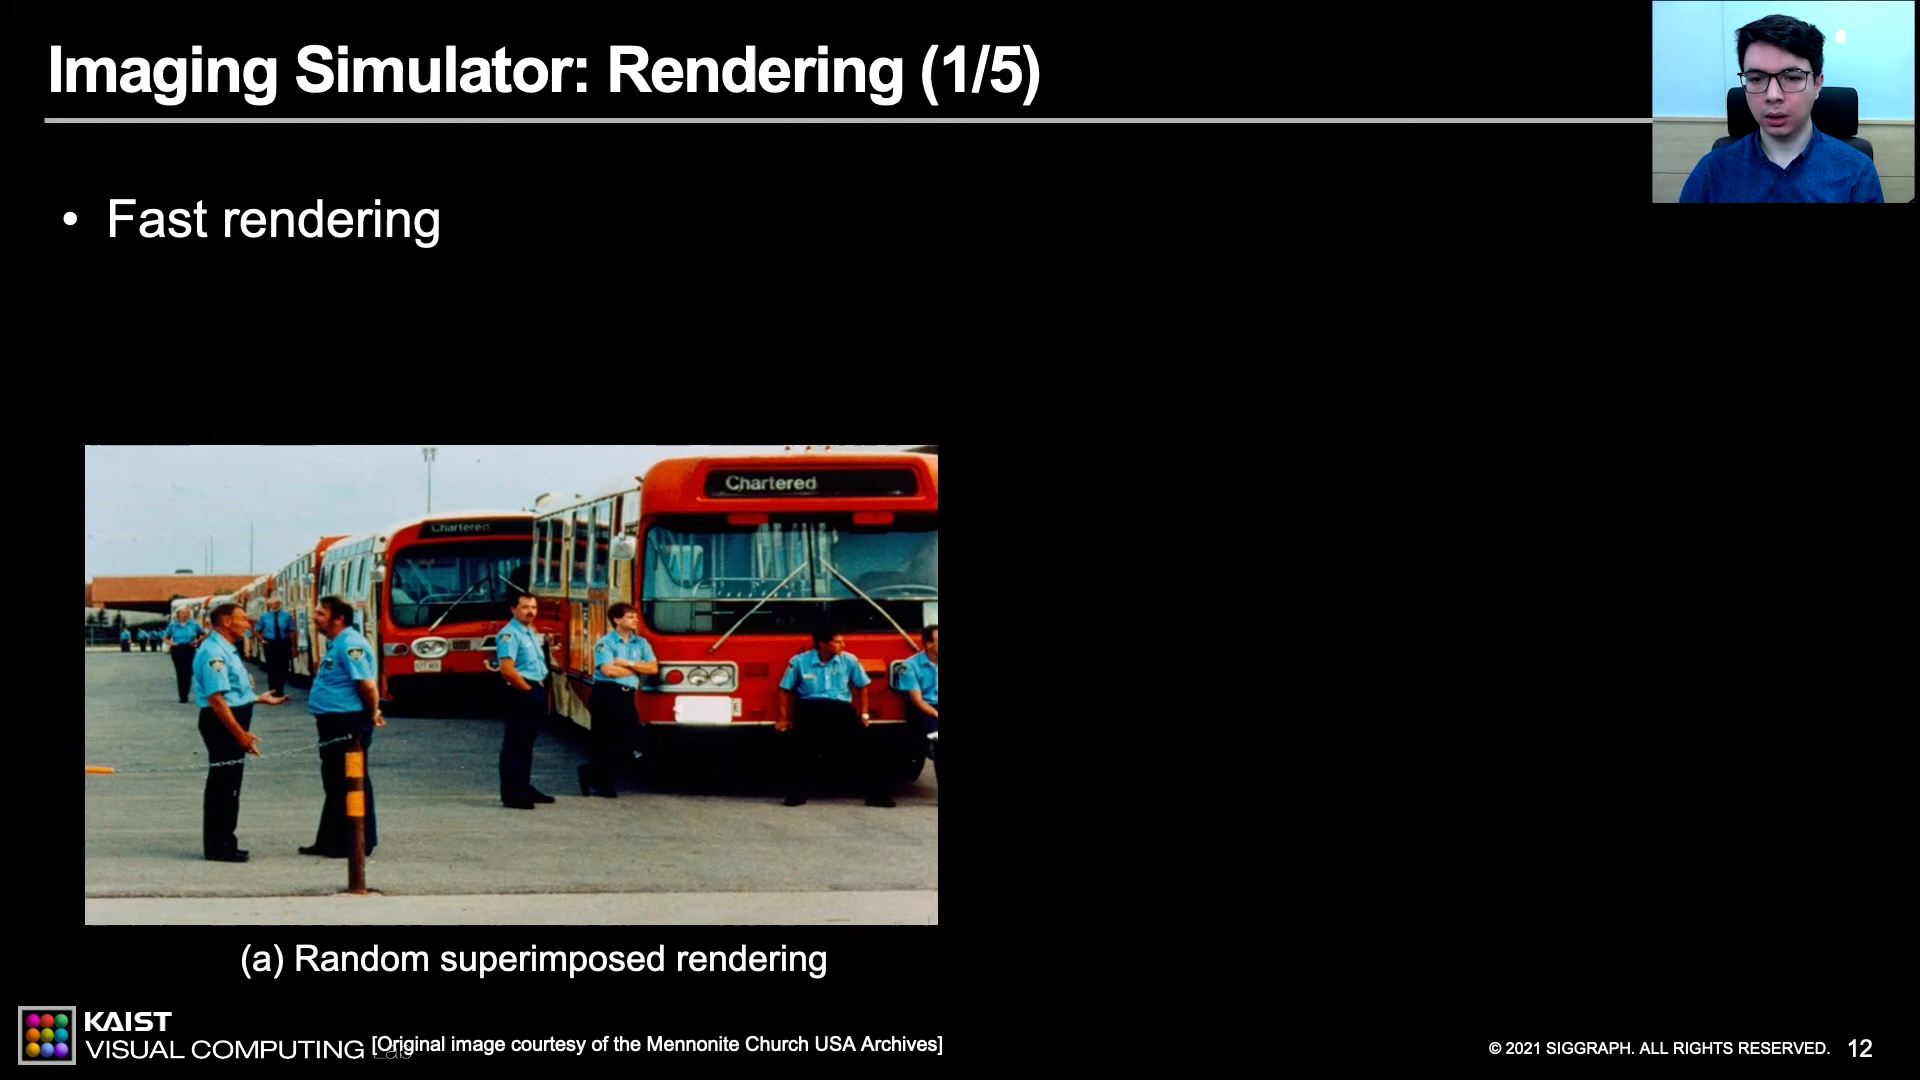 Imaging Simulator: Rendering (1/5)
• Fast rendering
Chartered
Chartered
(a) Random superimposed rendering
KAIST
VISUAL COMPUTING Lab
[Original image courtesy of the Mennonite Church USA Archives]
© 2021 SIGGRAPH. ALL RIGHTS RESERVED. 12